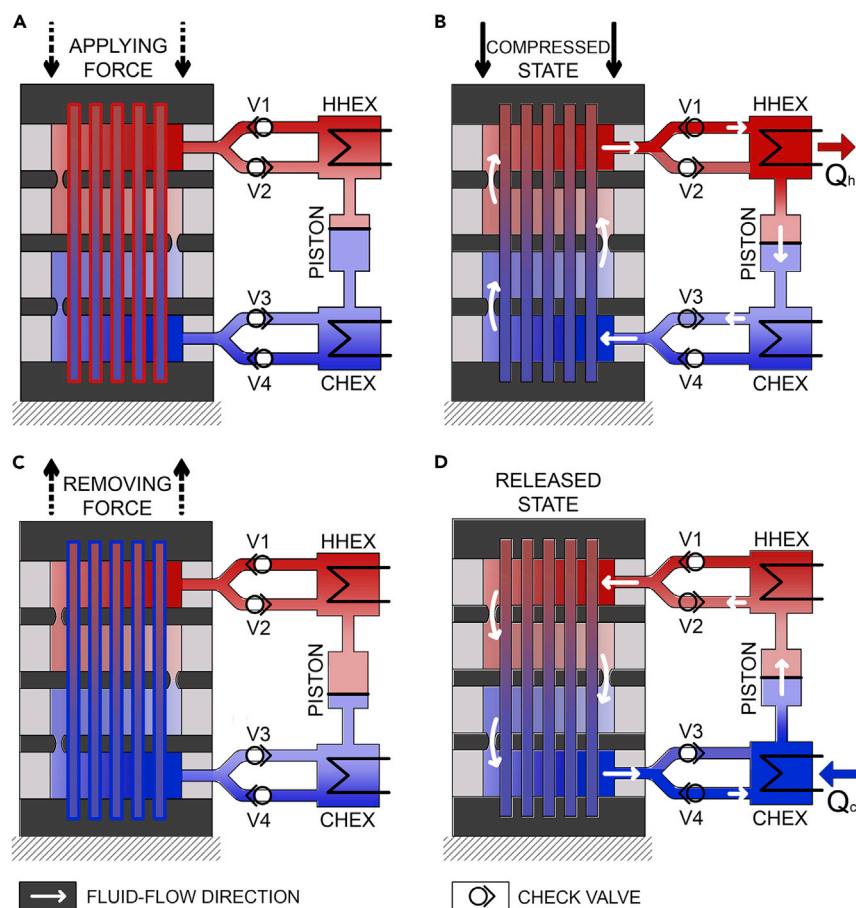 A
APPLYING
FORCE
V1
HHEX
V2
PISTON
V3
V4
CHEX
B
COMPRESSED
STATE
V1
HHEX
Qh
V2
PISTON
V3
V4
CHEX
C
REMOVING
FORCE
V1
HHEX
V2
PISTON
V3
V4
CHEX
D
RELEASED
STATE
V1
HHEX
V2
PISTON
V3
V4
CHEX
Qc
FLUID-FLOW DIRECTION
CHECK VALVE